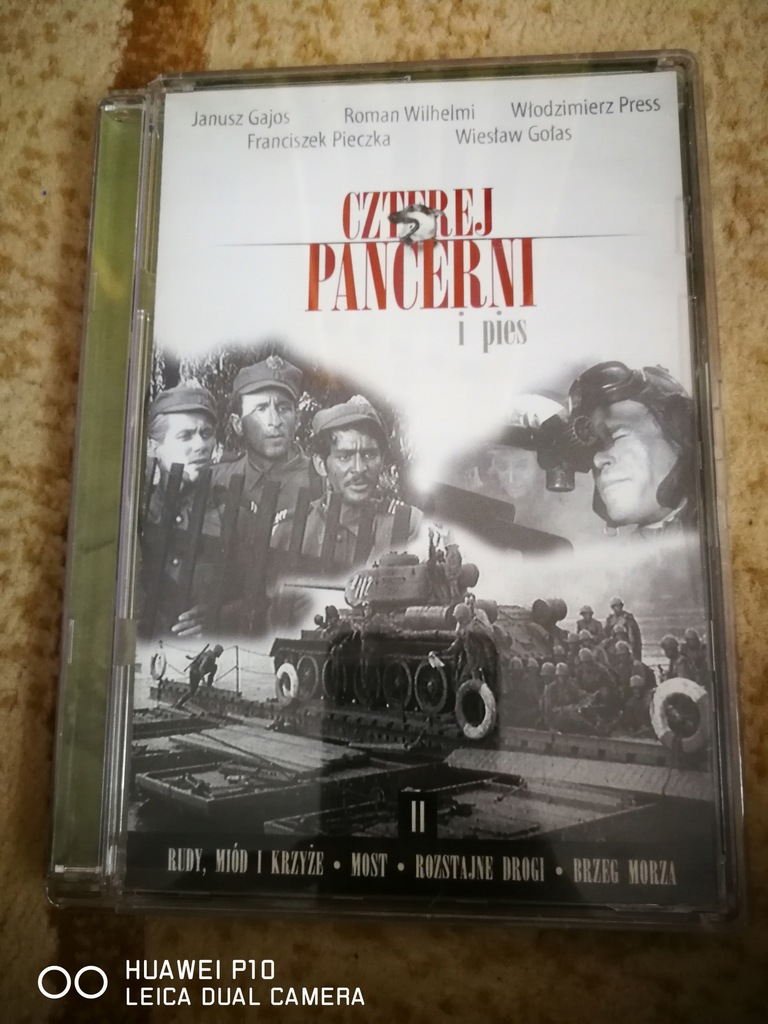 Janusz Gajos Roman Wilhelmi Włodzimierz Press
Franciszek Pieczka Wiesław Gołas
CZTEREJ
PANCERNI
i pies
II
RUDY, MIÓD I KRZYŻE • MOST • ROZSTAJNE DROGI • BRZEG MORZA
HUAWEI P10
LEICA DUAL CAMERA